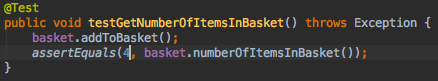 @Test
public void testGetNumberOfItemsInBasket() throws Exception {
basket.addToBasket();
assertEquals(4, basket.numberOfItemsInBasket());
}